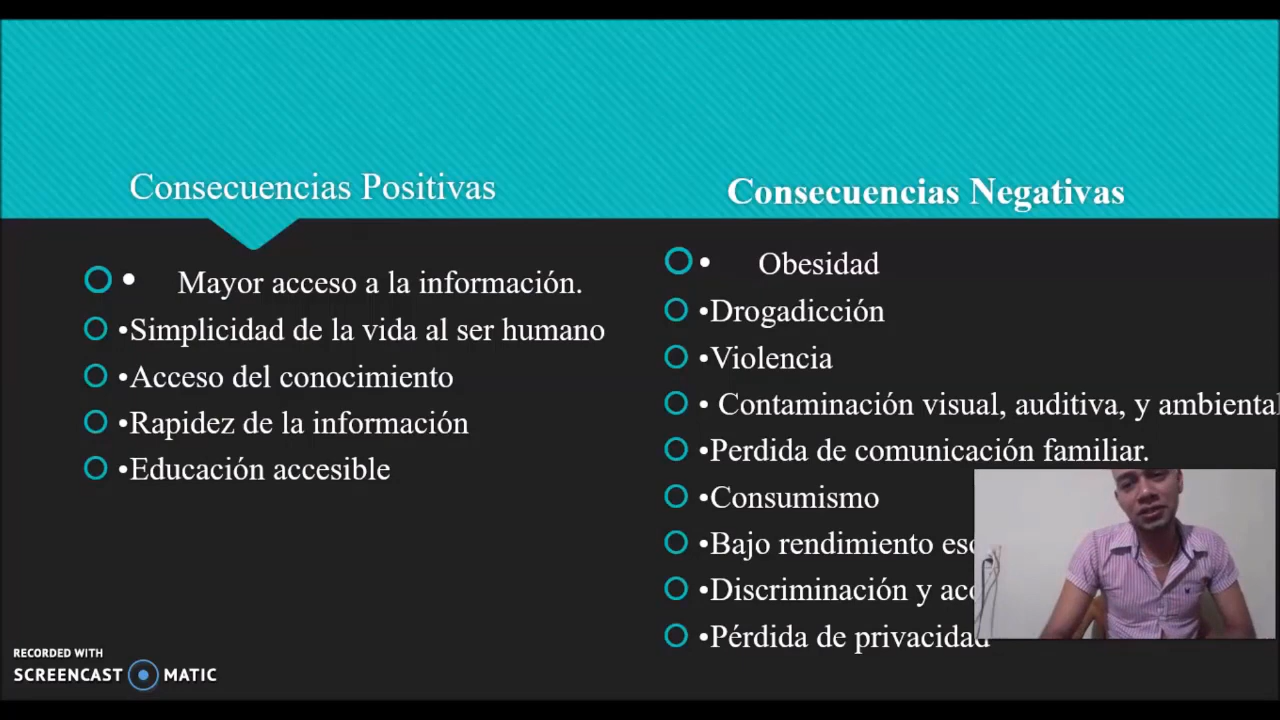 Consecuencias Positivas
• Mayor acceso a la información.
•Simplicidad de la vida al ser humano
•Acceso del conocimiento
•Rapidez de la información
•Educación accesible
Consecuencias Negativas
• Obesidad
•Drogadicción
•Violencia
• Contaminación visual, auditiva, y ambiental
•Perdida de comunicación familiar.
•Consumismo
•Bajo rendimiento
•Discriminación y
•Pérdida de privacidad
RECORDED WITH
SCREENCAST MATIC